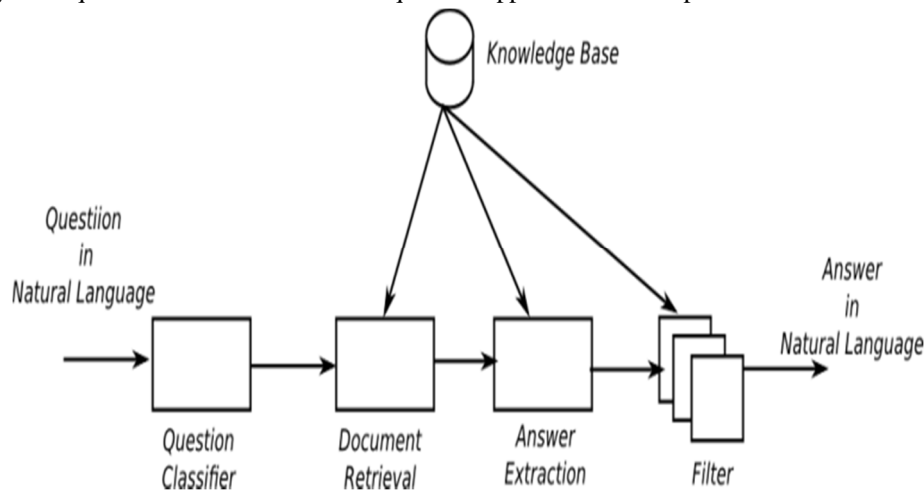 Knowledge Base
Questiion
in
Natural Language
Answer
in
Natural Language
Question
Classifier
Document
Retrieval
Answer
Extraction
Filter